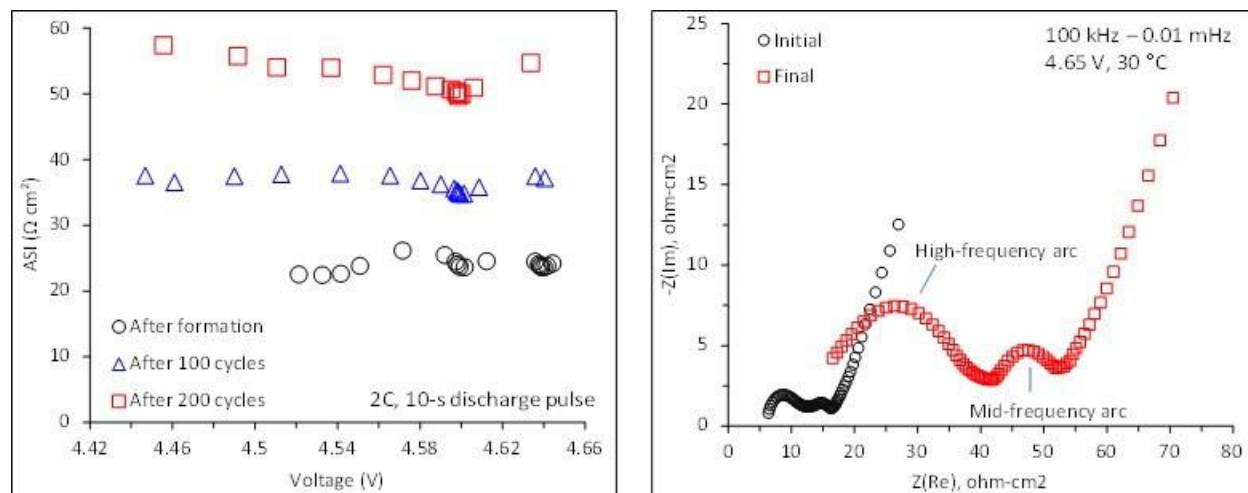 60
50
40
30
20
10
0
ASI (Ω cm²)
After formation
After 100 cycles
After 200 cycles
2C, 10-s discharge pulse
4.42 4.46 4.5 4.54 4.58 4.62 4.66
Voltage (V)
25
20
15
10
5
0
-Z(Im), ohm-cm2
Initial
Final
100 kHz – 0.01 mHz
4.65 V, 30 °C
High-frequency arc
Mid-frequency arc
0 10 20 30 40 50 60 70 80
Z(Re), ohm-cm2